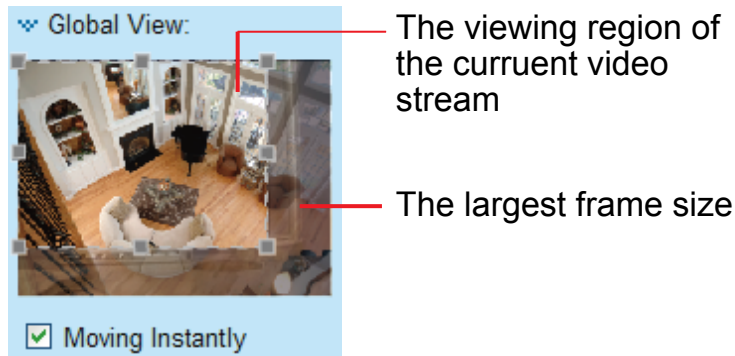 Global View:
The viewing region of
the curruent video
stream
The largest frame size
Moving Instantly